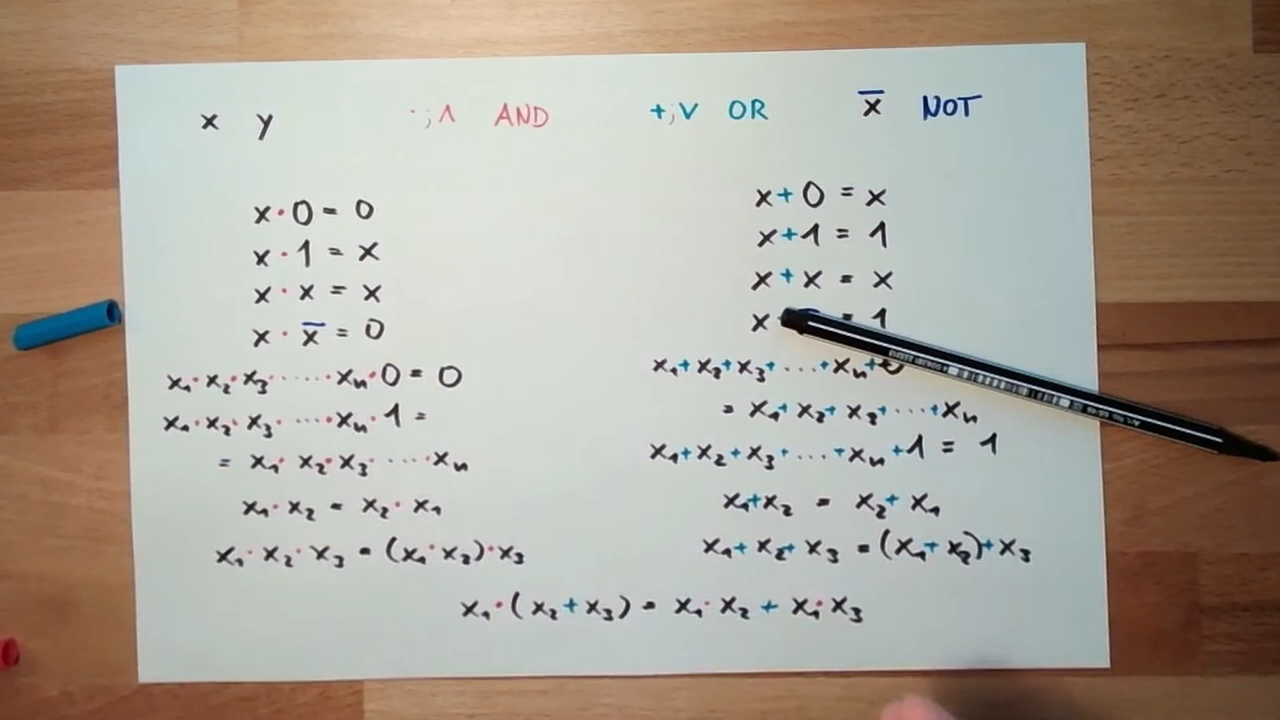 x y ·;∧ AND +;∨ OR x̅ NOT
x·0 = 0
x·1 = x
x·x = x
x·x̅ = 0
x₁·x₂·x₃·.....·xₙ·0 = 0
x₁·x₂·x₃·....·xₙ·1 =
= x₁·x₂·x₃·....xₙ
x₁·x₂ = x₂·x₁
x₁·x₂·x₃ = (x₁·x₂)·x₃
x+0 = x
x+1 = 1
x+x = x
x = 1
x₁+x₂+x₃+...+xₙ+0
= x₁+x₂+x₃+....+xₙ
x₁+x₂+x₃+...+xₙ+1 = 1
x₁+x₂ = x₂+x₁
x₁+x₂+x₃ = (x₁+x₂)+x₃
x₁·(x₂+x₃) = x₁·x₂ + x₁·x₃